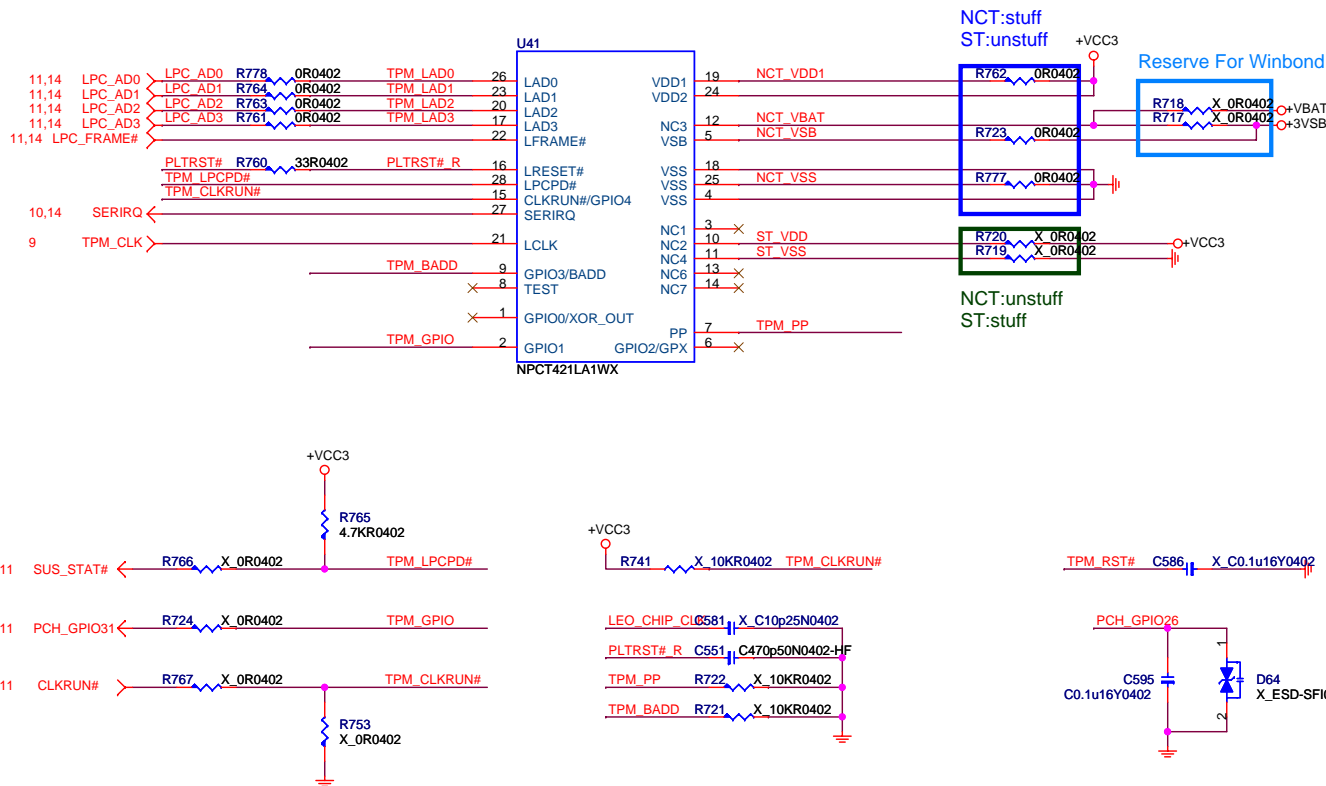 NCT:stuff
ST:unstuff
+VCC3
Reserve For Winbond
U41
11,14 LPC_AD0 LPC_AD0 R778 0R0402 TPM_LAD0 26 LAD0 VDD1 19 NCT_VDD1 R762 0R0402
11,14 LPC_AD1 LPC_AD1 R764 0R0402 TPM_LAD1 23 LAD1 VDD2 24
11,14 LPC_AD2 LPC_AD2 R763 0R0402 TPM_LAD2 20 LAD2 R718 X_0R0402 +VBAT
11,14 LPC_AD3 LPC_AD3 R761 0R0402 TPM_LAD3 17 LAD3 NC3 12 NCT_VBAT R717 X_0R0402 +3VSB
11,14 LPC_FRAME# 22 LFRAME# VSB 5 NCT_VSB R723 0R0402
PLTRST# R760 33R0402 PLTRST#_R 16 LRESET# VSS 18
TPM_LPCPD# 28 LPCPD# VSS 25 NCT_VSS R777 0R0402
TPM_CLKRUN# 15 CLKRUN#/GPIO4 VSS 4
10,14 SERIRQ 27 SERIRQ
NC1 3
9 TPM_CLK 21 LCLK NC2 10 ST_VDD R720 X_0R0402 +VCC3
NC4 11 ST_VSS R719 X_0R0402
TPM_BADD 9 GPIO3/BADD NC6 13
8 TEST NC7 14
NCT:unstuff
ST:stuff
1 GPIO0/XOR_OUT
PP 7 TPM_PP
TPM_GPIO 2 GPIO1 GPIO2/GPX 6
NPCT421LA1WX
+VCC3
R765
4.7KR0402
11 SUS_STAT# R766 X_0R0402 TPM_LPCPD#
11 PCH_GPIO31 R724 X_0R0402 TPM_GPIO
11 CLKRUN# R767 X_0R0402 TPM_CLKRUN#
R753
X_0R0402
+VCC3
R741 X_10KR0402 TPM_CLKRUN#
C581 X_C10p25N0402
PLTRST#_R C551 C470p50N0402-HF
TPM_PP R722 X_10KR0402
TPM_BADD R721 X_10KR0402
TPM_RST# C586 X_C0.1u16Y0402
PCH_GPIO26
1
C595
C0.1u16Y0402
D64
2